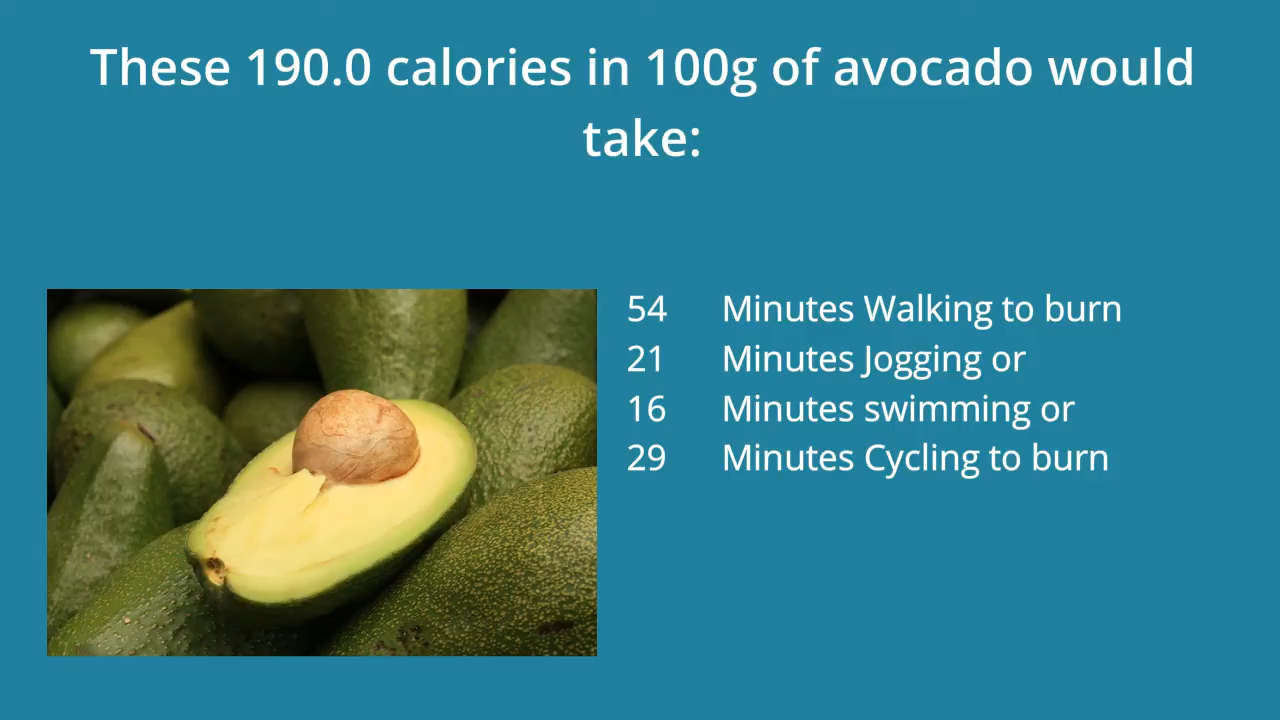 These 190.0 calories in 100g of avocado would
take:
54 Minutes Walking to burn
21 Minutes Jogging or
16 Minutes swimming or
29 Minutes Cycling to burn